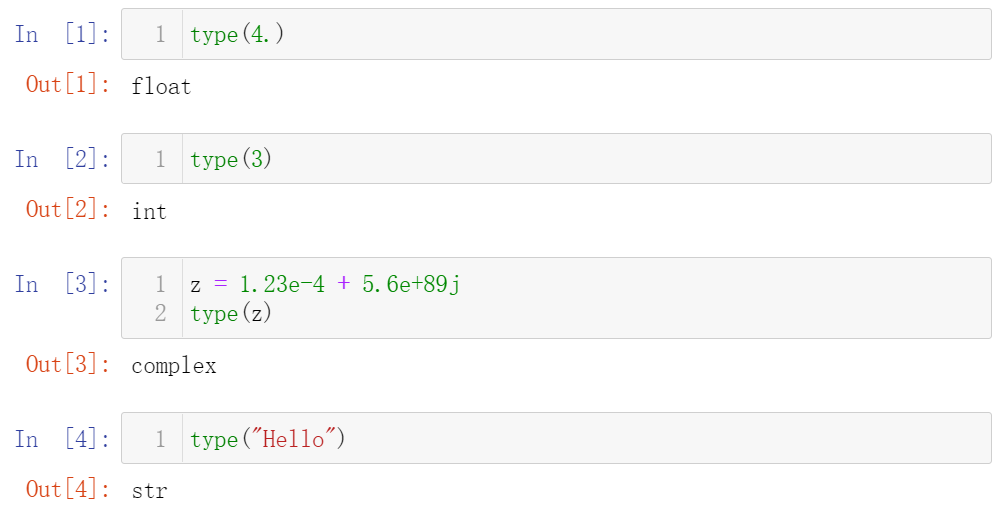 In [1]: 1 type(4.)
Out[1]: float
In [2]: 1 type(3)
Out[2]: int
In [3]: 1 z = 1.23e-4 + 5.6e+89j
2 type(z)
Out[3]: complex
In [4]: 1 type("Hello")
Out[4]: str